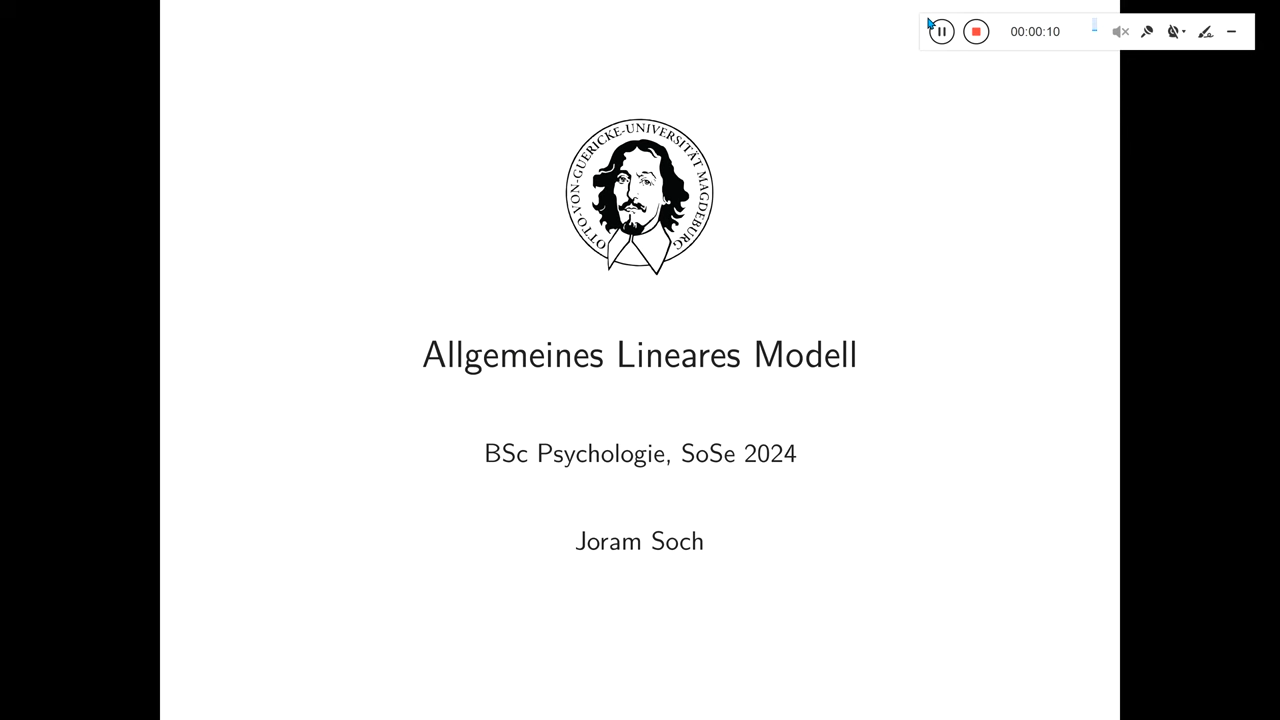 00:00:10
OTTO-VON-GUERICKE-UNIVERSITÄT MAGDEBURG
Allgemeines Lineares Modell
BSc Psychologie, SoSe 2024
Joram Soch